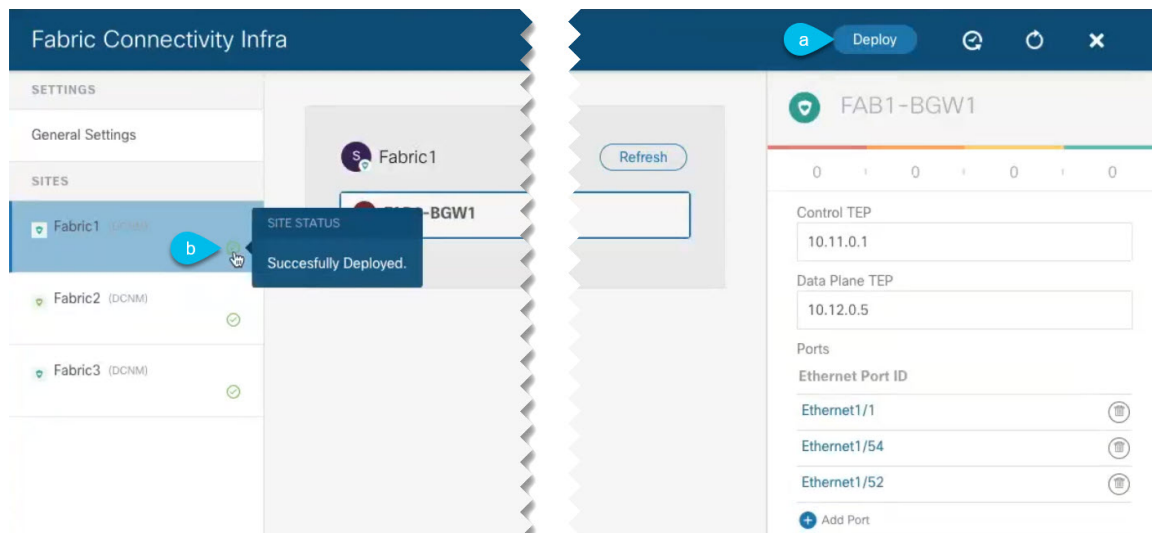 Fabric Connectivity Infra
a
Deploy
SETTINGS
General Settings
SITES
Fabric1
b
SITE STATUS
Succesfully Deployed.
Fabric2 (DCNM)
Fabric3 (DCNM)
S
Fabric1
Refresh
-BGW1
FAB1-BGW1
0 0 0 0
Control TEP
10.11.0.1
Data Plane TEP
10.12.0.5
Ports
Ethernet Port ID
Ethernet1/1
Ethernet1/54
Ethernet1/52
Add Port